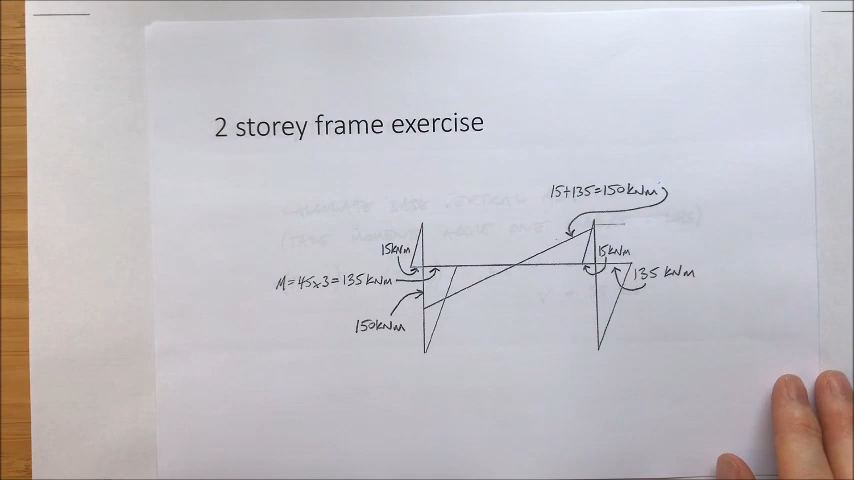 2 storey frame exercise
15+135=150kNm
15kNm
15kNm
M=45x3=135kNm
135 kNm
150kNm